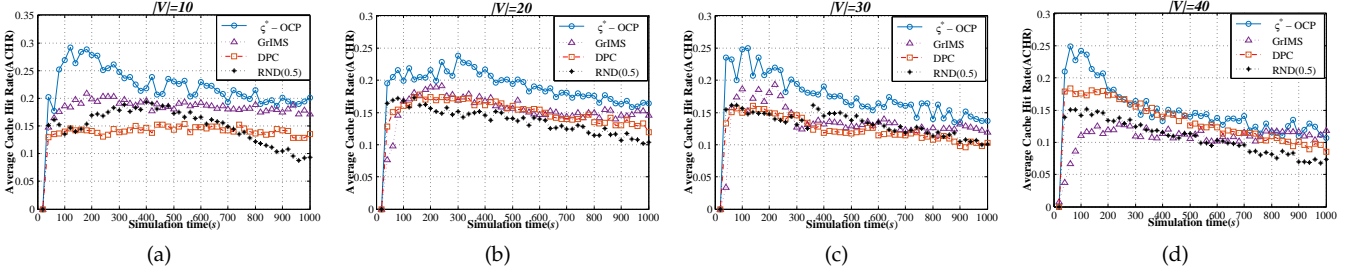 |V|=10
Average Cache Hit Rate(ACHR)
0.35
0.3
0.25
0.2
0.15
0.1
0.05
0
ς* − OCP
GrIMS
DPC
RND(0.5)
0 100 200 300 400 500 600 700 800 900 1000
Simulation time(s)
(a)
|V|=20
Average Cache Hit Rate(ACHR)
0.3
0.25
0.2
0.15
0.1
0.05
0
ς* − OCP
GrIMS
DPC
RND(0.5)
0 100 200 300 400 500 600 700 800 900 1000
Simulation time(s)
(b)
|V|=30
Average Cache Hit Rate(ACHR)
0.3
0.25
0.2
0.15
0.1
0.05
0
ς* − OCP
GrIMS
DPC
RND(0.5)
0 100 200 300 400 500 600 700 800 900 1000
Simulation time(s)
(c)
|V|=40
Average Cache Hit Rate(ACHR)
0.3
0.25
0.2
0.15
0.1
0.05
0
ς* − OCP
GrIMS
DPC
RND(0.5)
0 100 200 300 400 500 600 700 800 900 1000
Simulation time(s)
(d)